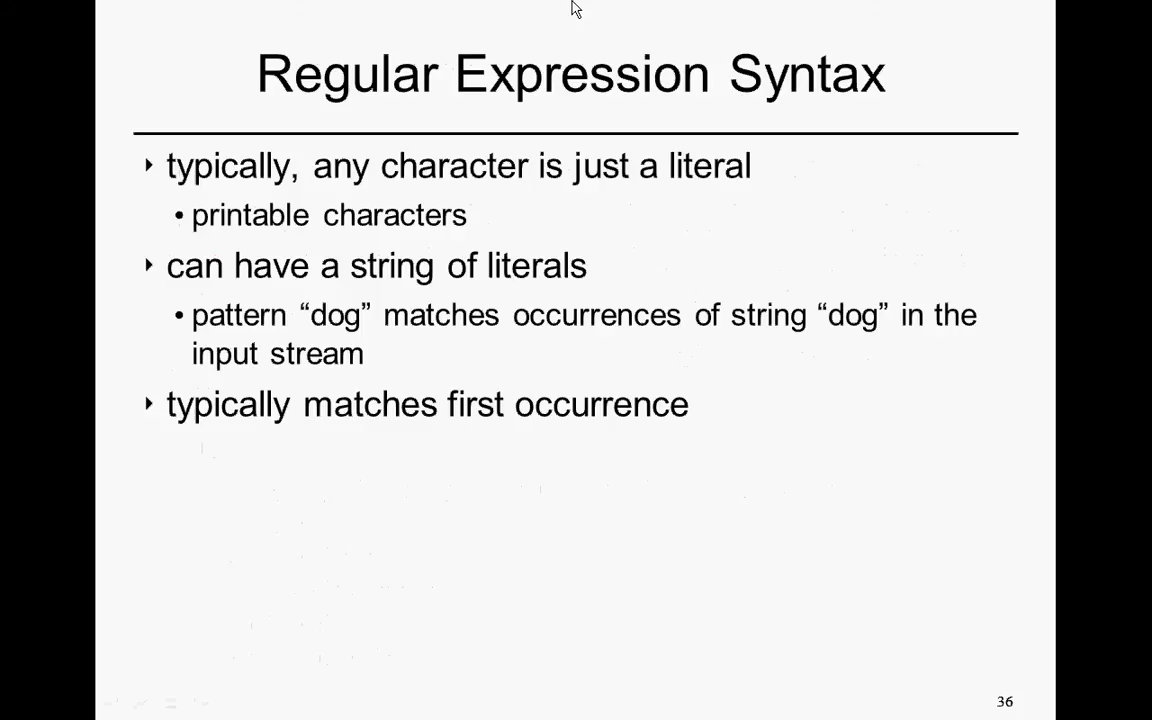 Regular Expression Syntax
‣ typically, any character is just a literal
• printable characters
‣ can have a string of literals
• pattern “dog” matches occurrences of string “dog” in the
input stream
‣ typically matches first occurrence
36